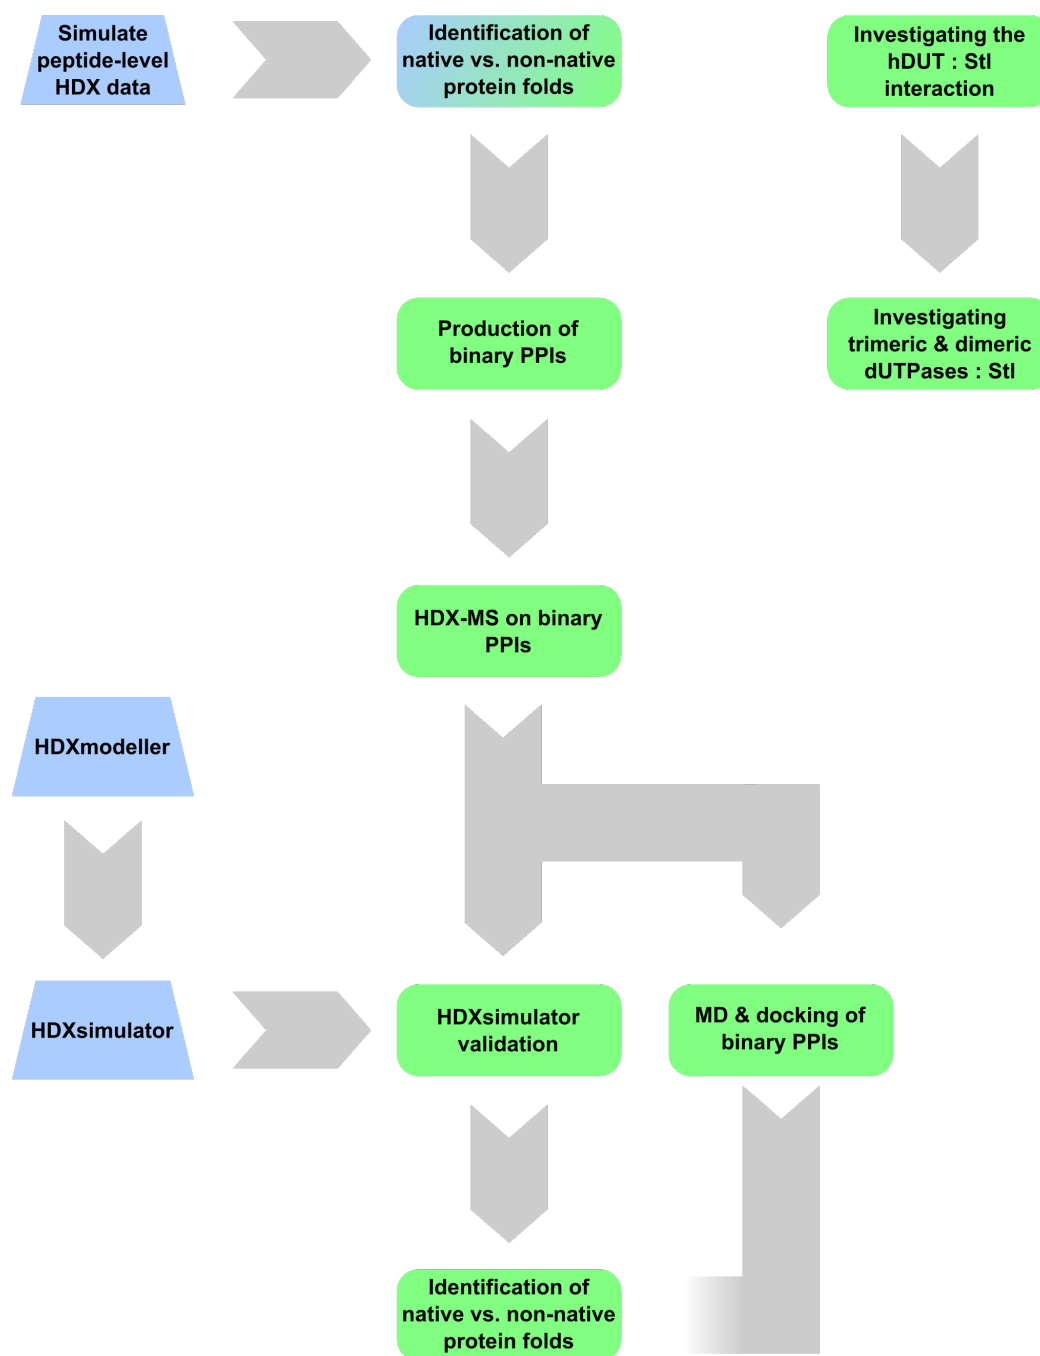 Simulate
peptide-level
HDX data
Identification of
native vs. non-native
protein folds
Investigating the
hDUT : Stl
interaction
Production of
binary PPIs
Investigating
trimeric & dimeric
dUTPases : Stl
HDX-MS on binary
PPIs
HDXmodeller
HDXsimulator
HDXsimulator
validation
MD & docking of
binary PPIs
Identification of
native vs. non-native
protein folds